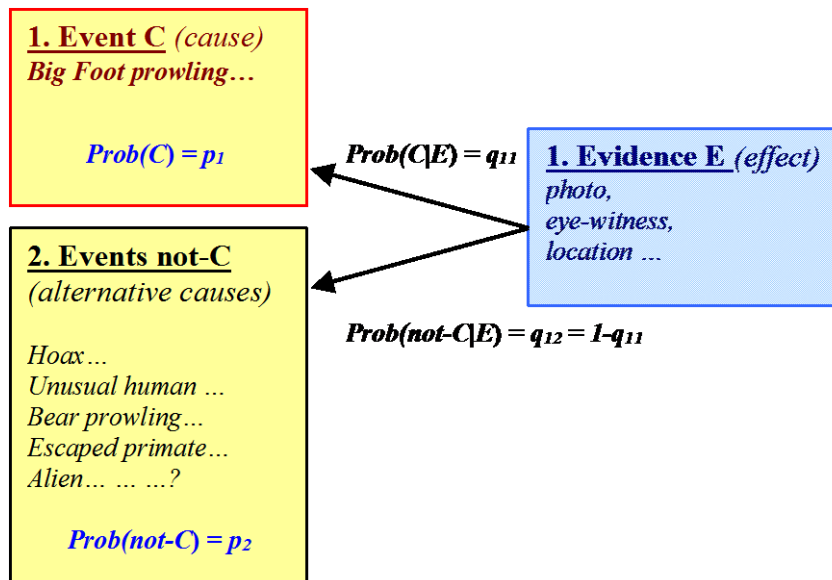 1. Event C (cause)
Big Foot prowling…
Prob(C) = p₁
Prob(C|E) = q₁₁
1. Evidence E (effect)
photo,
eye-witness,
location …
2. Events not-C
(alternative causes)
Prob(not-C|E) = q₁₂ = 1-q₁₁
Hoax…
Unusual human …
Bear prowling…
Escaped primate…
Alien… … …?
Prob(not-C) = p₂